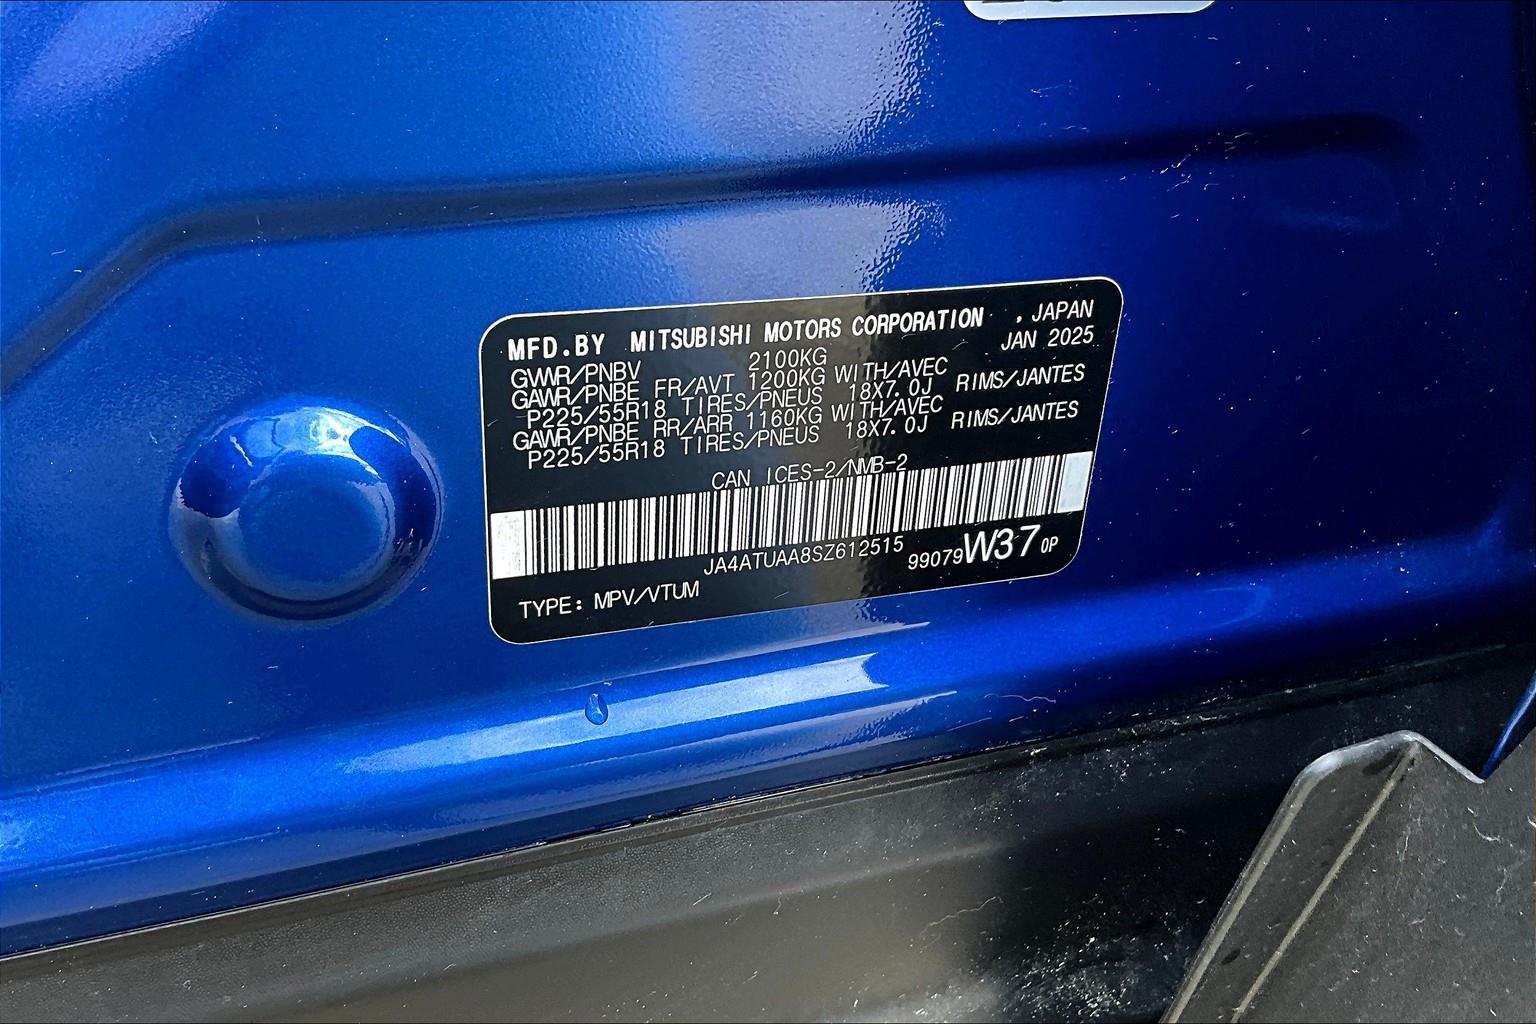 MFD.BY MITSUBISHI MOTORS CORPORATION , JAPAN
JAN 2025
GVWR/PNBV 2100KG
GAWR/PNBE FR/AVT 1200KG WITH/AVEC
P225/55R18 TIRES/PNEUS 18X7.0J RIMS/JANTES
GAWR/PNBE RR/ARR 1160KG WITH/AVEC
P225/55R18 TIRES/PNEUS 18X7.0J RIMS/JANTES
CAN ICES-2/NMB-2
JA4ATUAA8SZ612515 99079 W37 0P
TYPE: MPV/VTUM